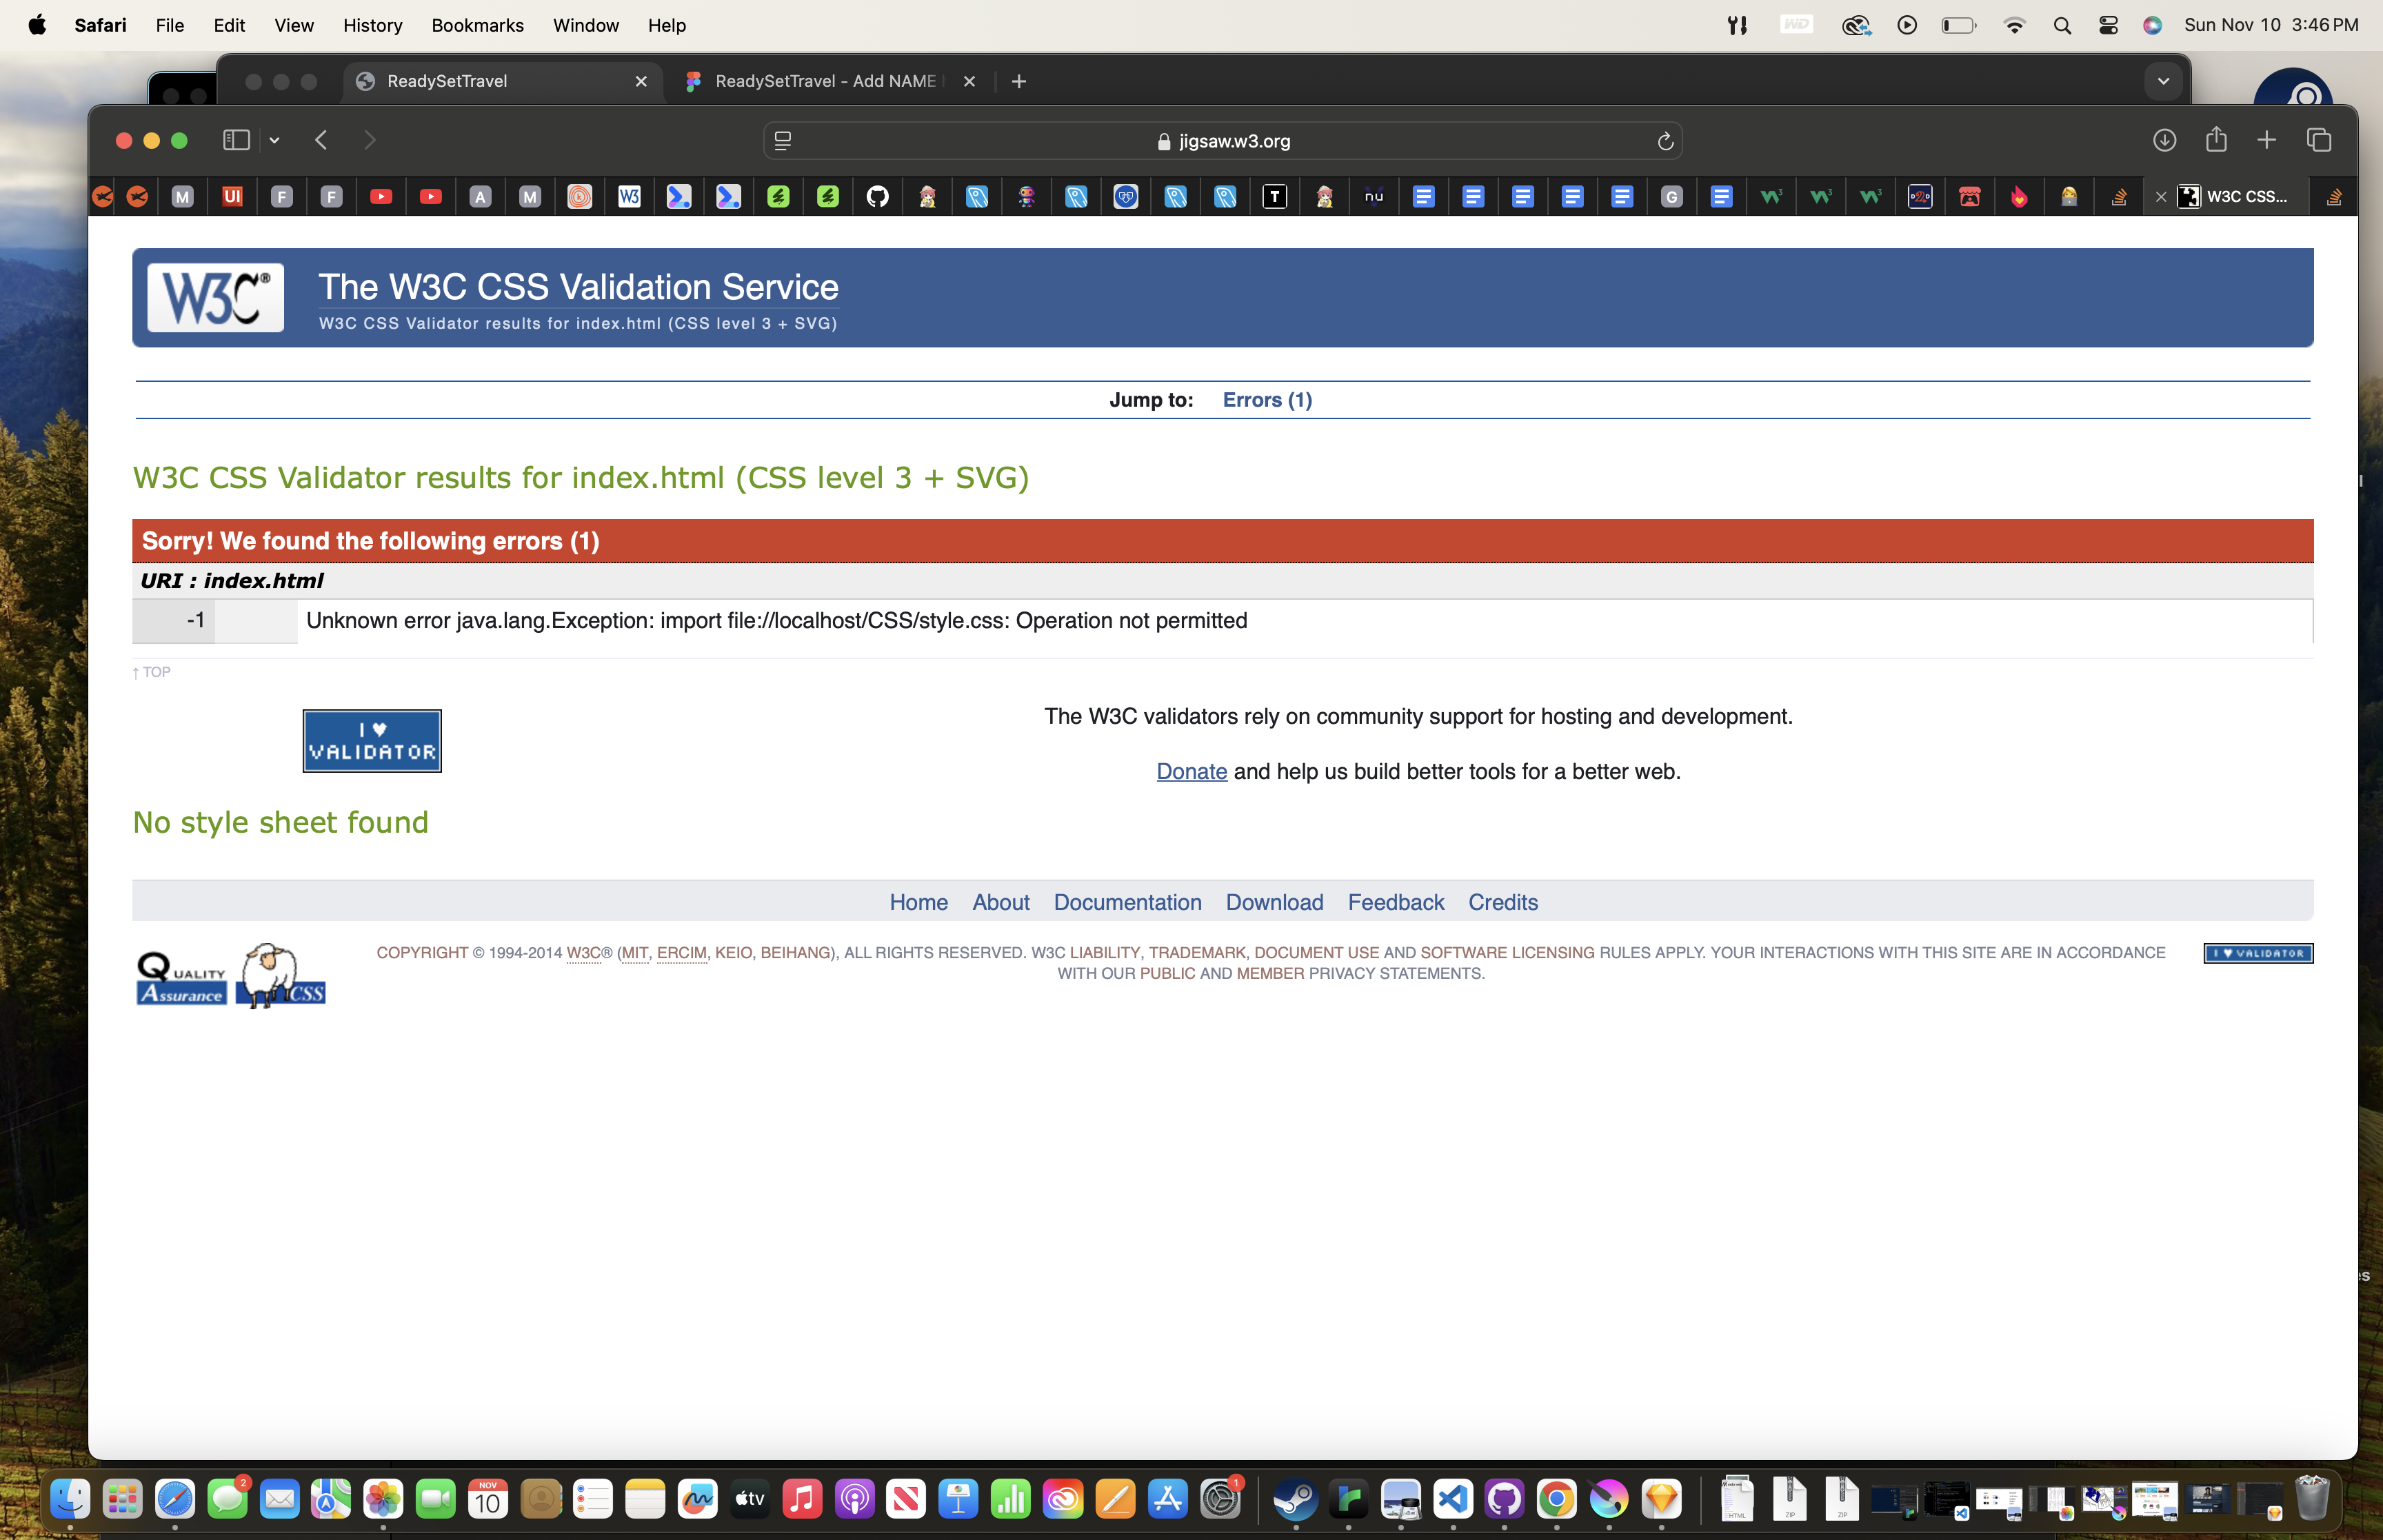 Safari File Edit View History Bookmarks Window Help
WD
Sun Nov 10 3:46 PM
ReadySetTravel
ReadySetTravel - Add NAME
jigsaw.w3.org
M UI F F A M W3 T nu G W3 W3 W3 W3C CSS...
W3C®
The W3C CSS Validation Service
W3C CSS Validator results for index.html (CSS level 3 + SVG)
Jump to: Errors (1)
W3C CSS Validator results for index.html (CSS level 3 + SVG)
Sorry! We found the following errors (1)
URI : index.html
-1 Unknown error java.lang.Exception: import file://localhost/CSS/style.css: Operation not permitted
↑ TOP
I ♥
VALIDATOR
The W3C validators rely on community support for hosting and development.
Donate and help us build better tools for a better web.
No style sheet found
Home About Documentation Download Feedback Credits
Quality
Assurance
CSS
COPYRIGHT © 1994-2014 W3C® (MIT, ERCIM, KEIO, BEIHANG), ALL RIGHTS RESERVED. W3C LIABILITY, TRADEMARK, DOCUMENT USE AND SOFTWARE LICENSING RULES APPLY. YOUR INTERACTIONS WITH THIS SITE ARE IN ACCORDANCE
WITH OUR PUBLIC AND MEMBER PRIVACY STATEMENTS.
I ♥ VALIDATOR
2
NOV
10
tv
1
HTML
ZIP
ZIP